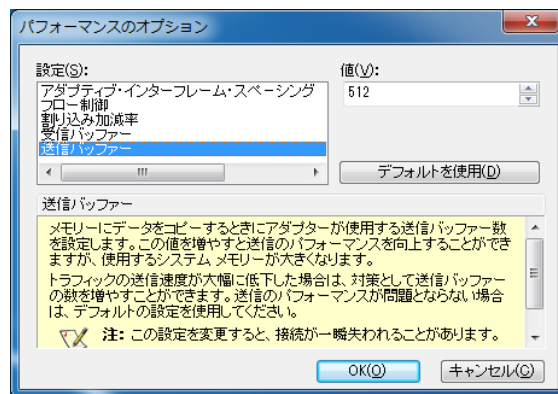 パフォーマンスのオプション
設定(S):
アダプティブ・インターフレーム・スペーシング
フロー制御
割り込み加減率
受信バッファー
送信バッファー
値(V):
512
デフォルトを使用(D)
送信バッファー
メモリーにデータをコピーするときにアダプターが使用する送信バッファー数
を設定します。この値を増やすと送信のパフォーマンスを向上することができ
ますが、使用するシステム メモリーが大きくなります。
トラフィックの送信速度が大幅に低下した場合は、対策として送信バッファー
の数を増やすことができます。送信のパフォーマンスが問題とならない場合
は、デフォルトの設定を使用してください。
注: この設定を変更すると、接続が一瞬失われることがあります。
OK(O)
キャンセル(C)